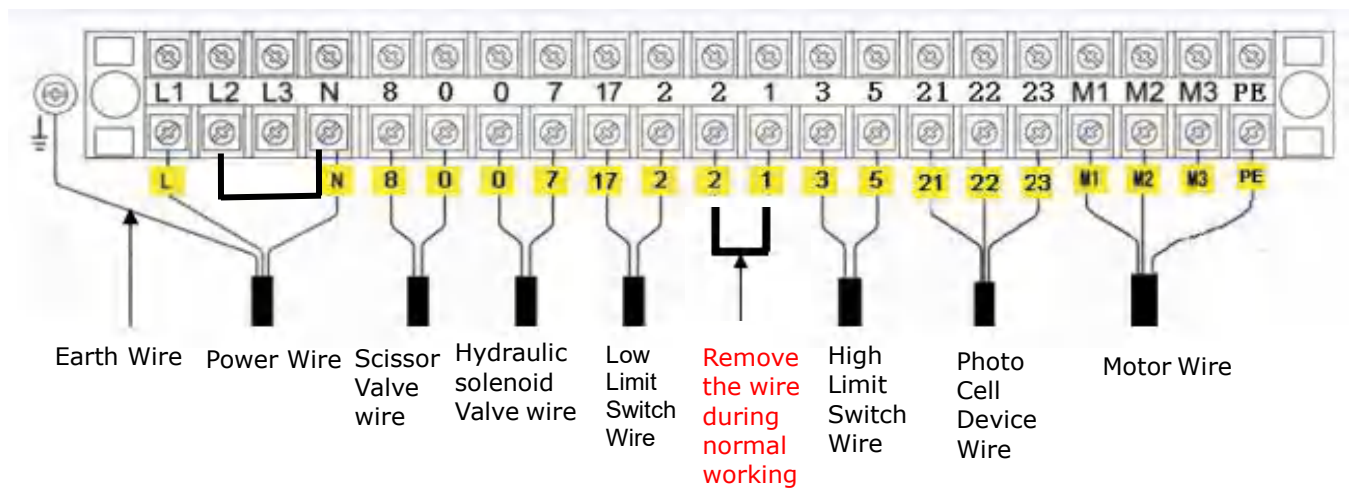 L1 L2 L3 N 8 0 0 7 17 2 2 1 3 5 21 22 23 M1 M2 M3 PE
L N 8 0 0 7 17 2 2 1 3 5 21 22 23 M1 M2 M3 PE
Earth Wire
Power Wire
Scissor
Valve
wire
Hydraulic
solenoid
Valve wire
Low
Limit
Switch
Wire
Remove
the wire
during
normal
working
High
Limit
Switch
Wire
Photo
Cell
Device
Wire
Motor Wire